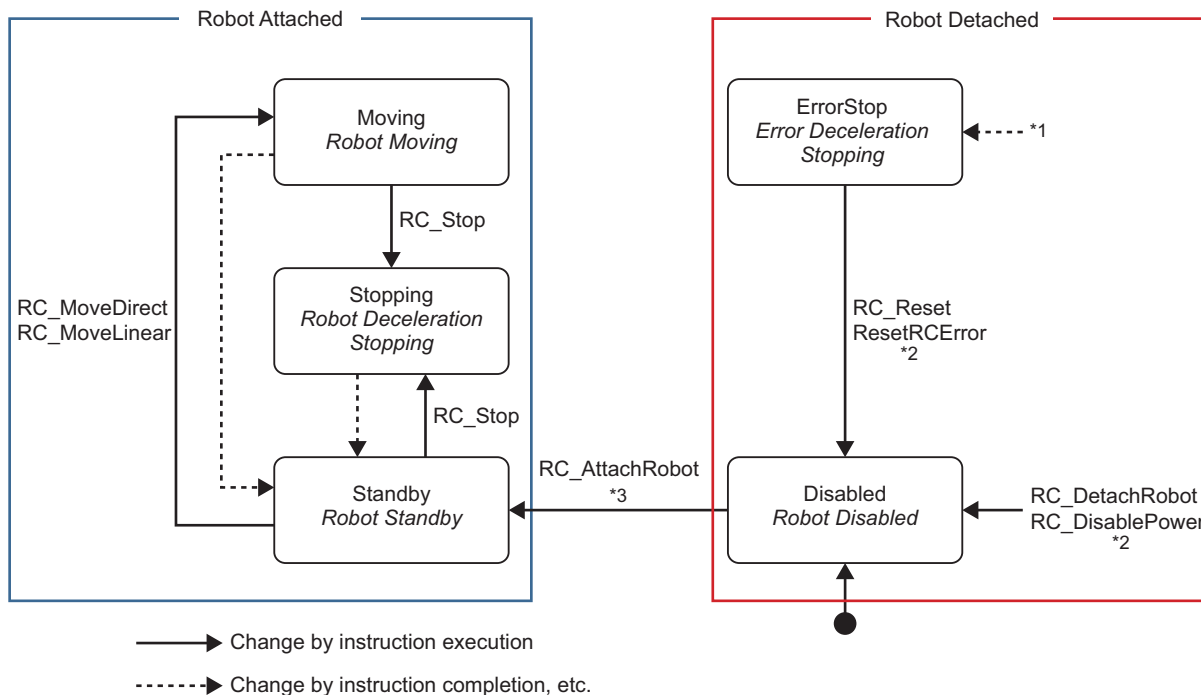 Robot Attached
Robot Detached
Moving
Robot Moving
ErrorStop
Error Deceleration
Stopping
*1
RC_Stop
Stopping
Robot Deceleration
Stopping
RC_MoveDirect
RC_MoveLinear
RC_Reset
ResetRCError
*2
RC_Stop
RC_AttachRobot
*3
Standby
Robot Standby
Disabled
Robot Disabled
RC_DetachRobot
RC_DisablePower
*2
Change by instruction execution
Change by instruction completion, etc.